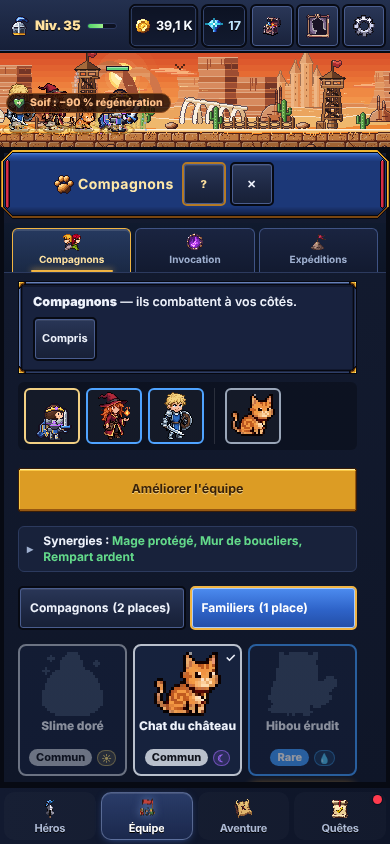 Niv. 35
39,1 K
17
Soif : −90 % régénération
Compagnons
?
×
Compagnons
Invocation
Expéditions
Compagnons — ils combattent à vos côtés.
Compris
Améliorer l'équipe
Synergies : Mage protégé, Mur de boucliers,
Rempart ardent
Compagnons (2 places)
Familiers (1 place)
Slime doré
Chat du château
Hibou érudit
Commun
Commun
Rare
Héros
Équipe
Aventure
Quêtes